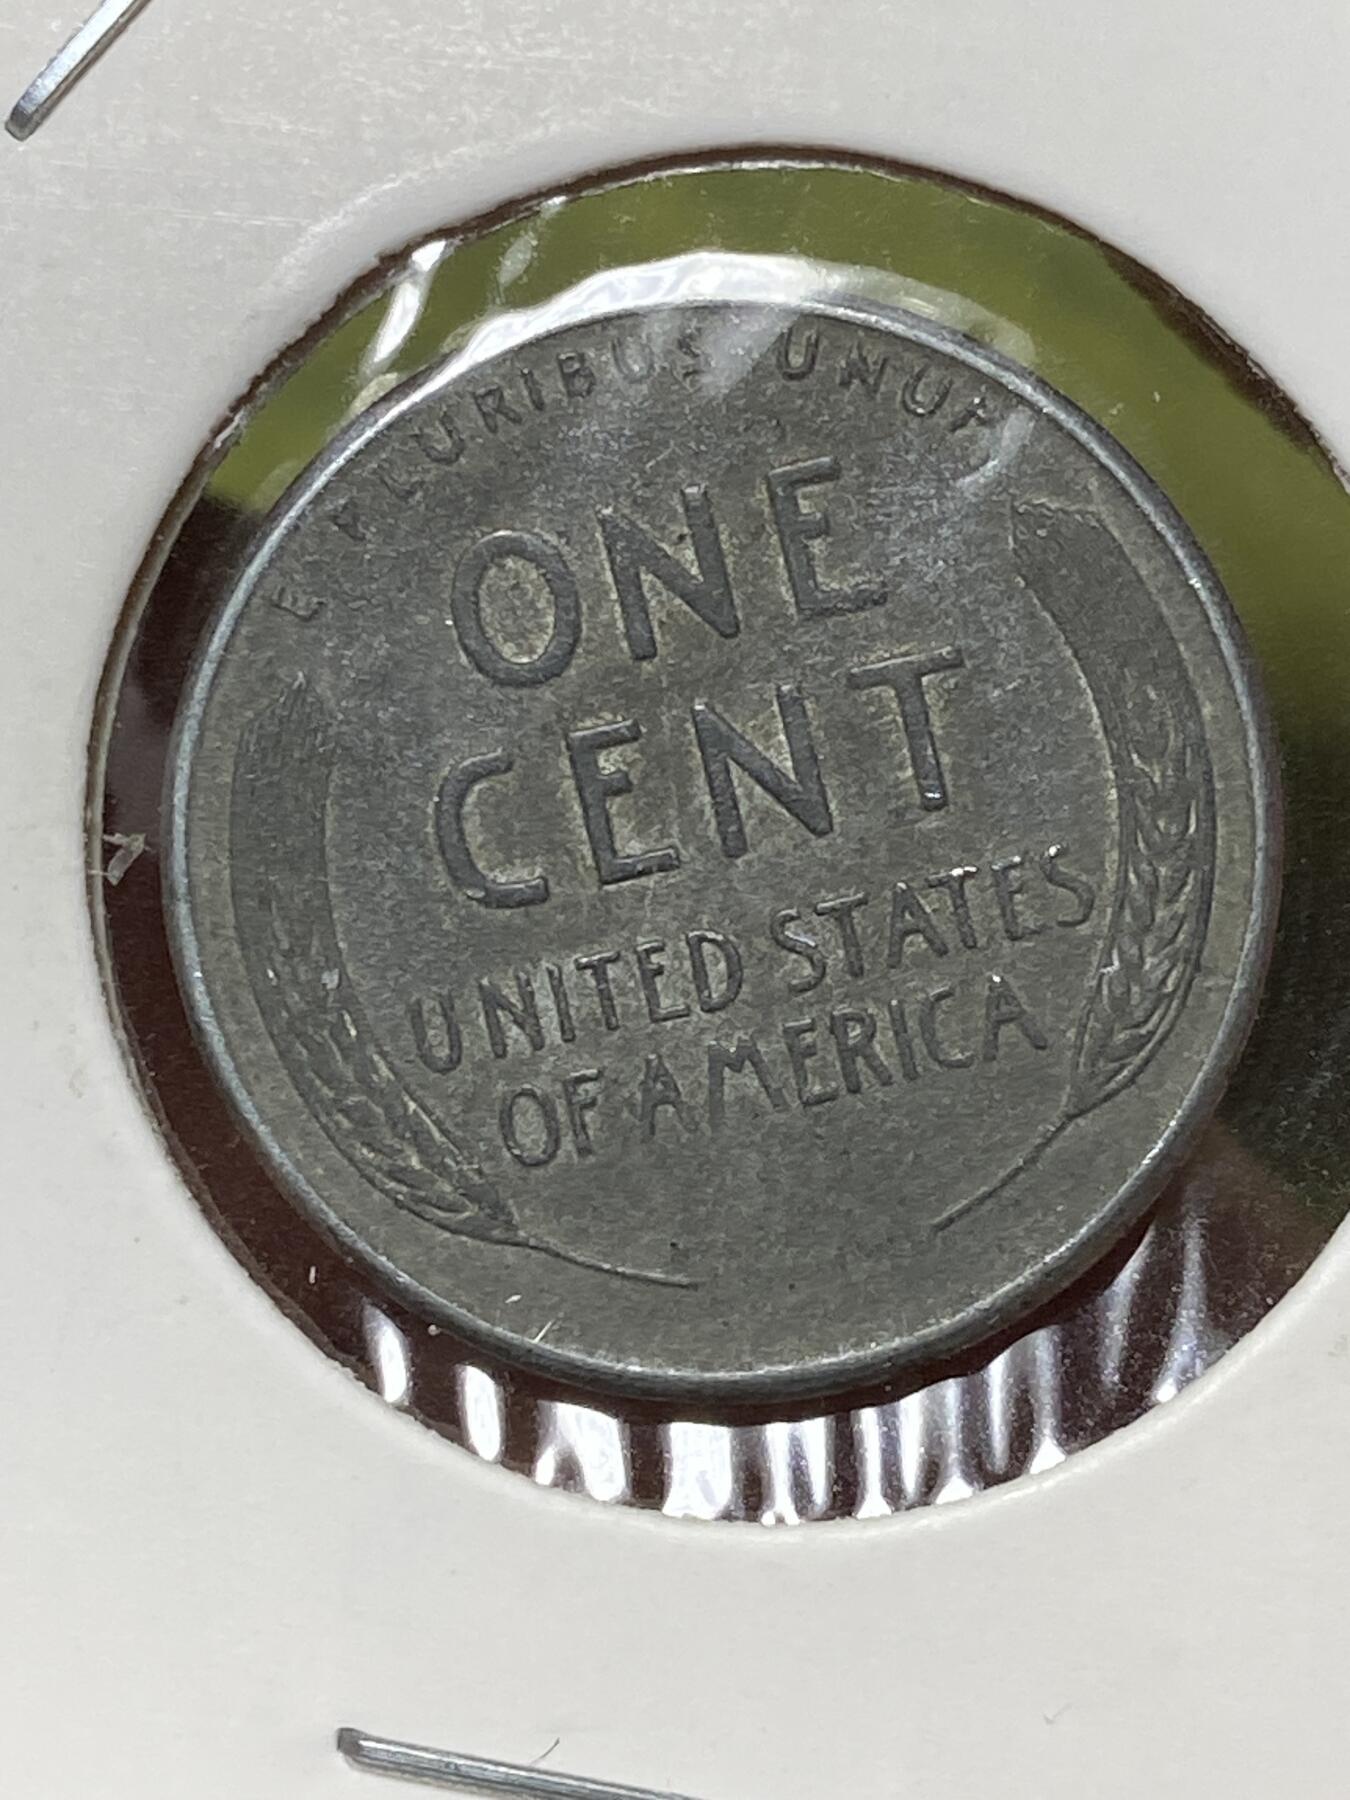 E PLURIBUS UNUM
ONE
CENT
UNITED STATES
OF AMERICA